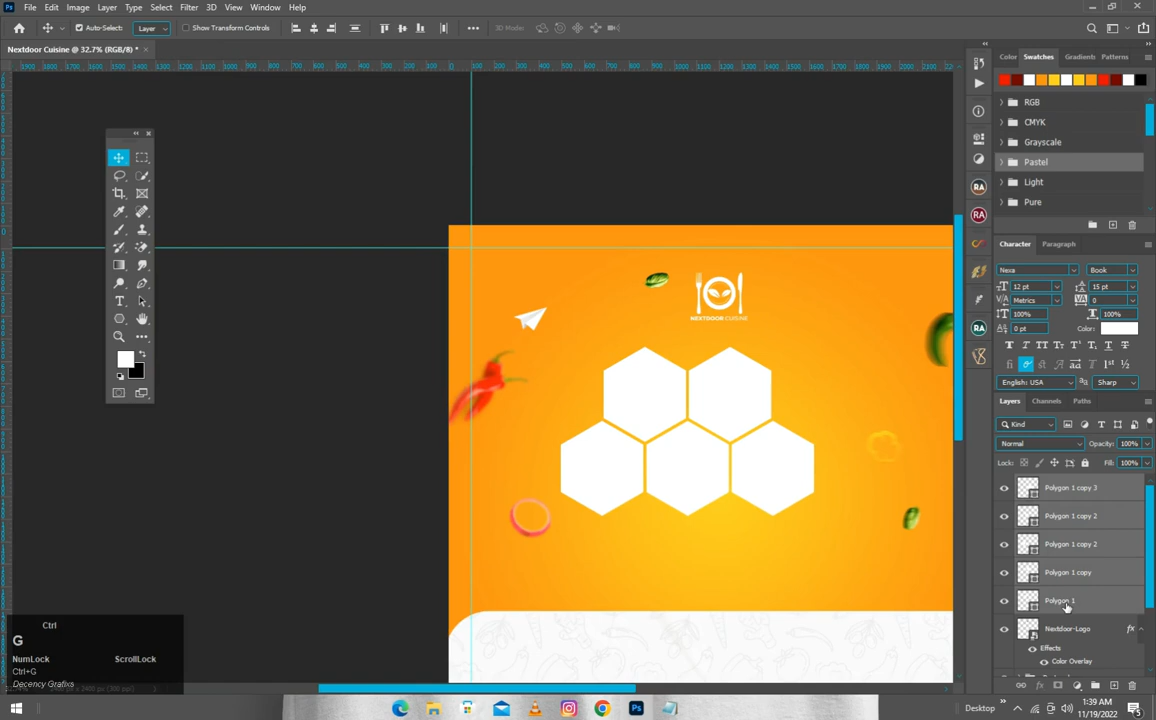 File Edit Image Layer Type Select Filter 3D View Window Help
Auto-Select: Layer Show Transform Controls 3D Mode:
Nextdoor Cuisine @ 32.7% (RGB/8) *
Color Swatches Gradients Patterns
RGB
CMYK
Grayscale
Pastel
Light
Pure
Character Paragraph
Nexa Book
12 pt 15 pt
Metrics 0
100% 100%
0 pt Color:
English: USA Sharp
Layers Channels Paths
Kind
Normal Opacity: 100%
Lock: Fill: 100%
Polygon 1 copy 3
Polygon 1 copy 2
Polygon 1 copy 2
Polygon 1 copy
Polygon 1
Nextdoor-Logo fx
Effects
Color Overlay
NEXTDOOR CUISINE
Ctrl
G
NumLock ScrollLock
Ctrl+G
Decency Grafixs
Desktop
1:39 AM
11/19/2022